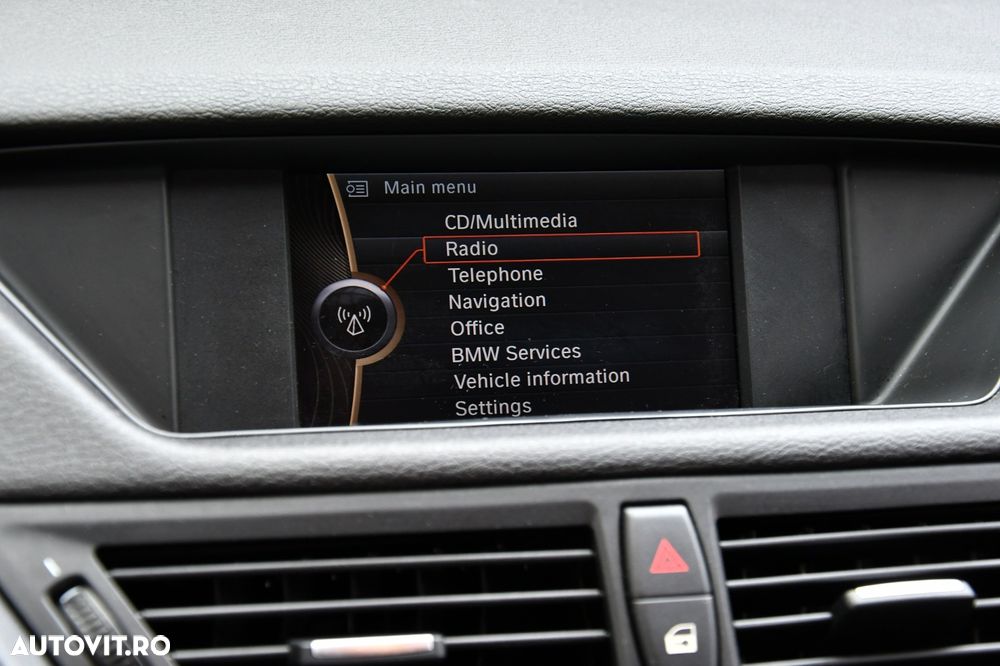 Main menu
CD/Multimedia
Radio
Telephone
Navigation
Office
BMW Services
Vehicle information
Settings
AUTOVIT.RO